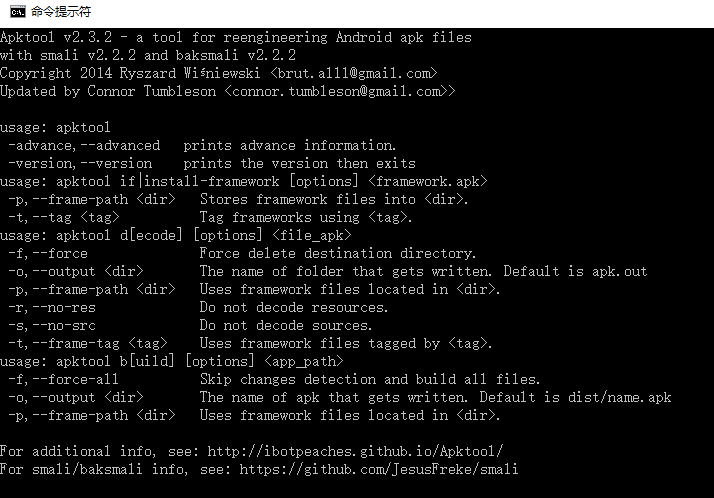 命令提示符
Apktool v2.3.2 - a tool for reengineering Android apk files
with smali v2.2.2 and baksmali v2.2.2
Copyright 2014 Ryszard Wiśniewski <brut.alll@gmail.com>
Updated by Connor Tumbleson <connor.tumbleson@gmail.com>>
usage: apktool
-advance,--advanced   prints advance information.
-version,--version    prints the version then exits
usage: apktool if|install-framework [options] <framework.apk>
-p,--frame-path <dir>   Stores framework files into <dir>.
-t,--tag <tag>          Tag frameworks using <tag>.
usage: apktool d[ecode] [options] <file_apk>
-f,--force              Force delete destination directory.
-o,--output <dir>       The name of folder that gets written. Default is apk.out
-p,--frame-path <dir>   Uses framework files located in <dir>.
-r,--no-res             Do not decode resources.
-s,--no-src             Do not decode sources.
-t,--frame-tag <tag>    Uses framework files tagged by <tag>.
usage: apktool b[uild] [options] <app_path>
-f,--force-all          Skip changes detection and build all files.
-o,--output <dir>       The name of apk that gets written. Default is dist/name.apk
-p,--frame-path <dir>   Uses framework files located in <dir>.
For additional info, see: http://ibotpeaches.github.io/Apktool/
For smali/baksmali info, see: https://github.com/JesusFreke/smali